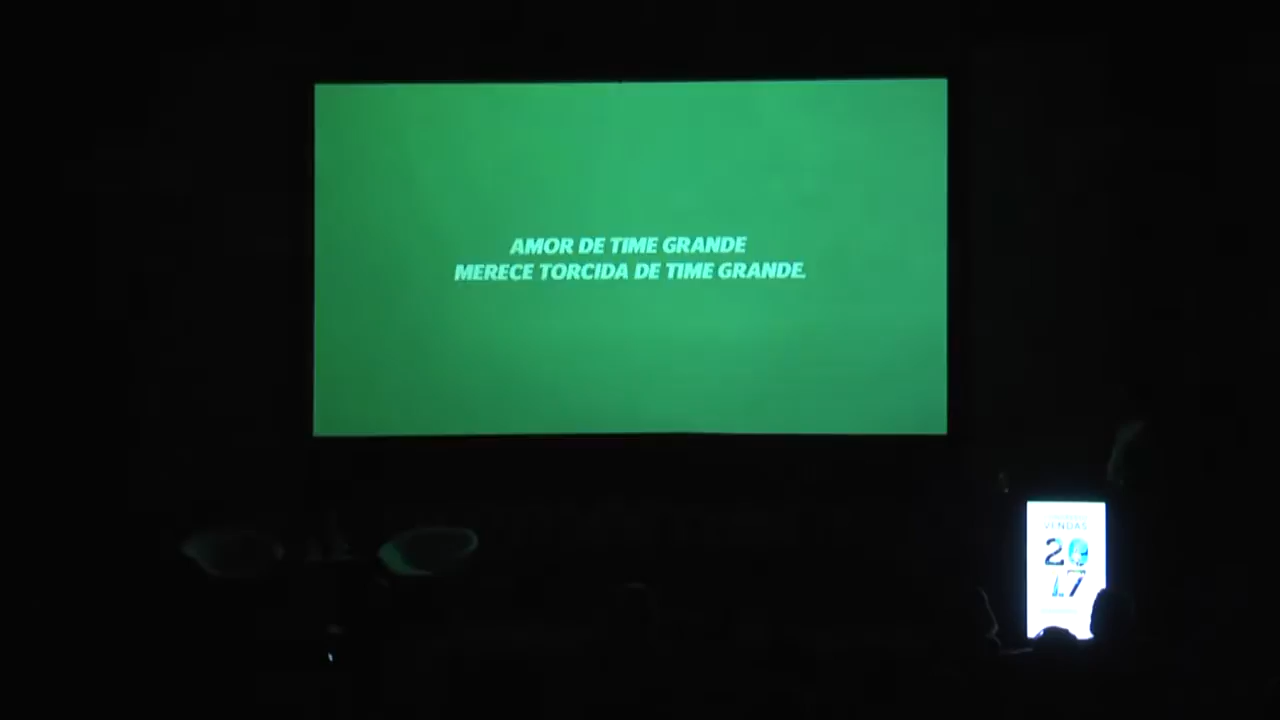 AMOR DE TIME GRANDE
MERECE TORCIDA DE TIME GRANDE.
VENDAS
20
17